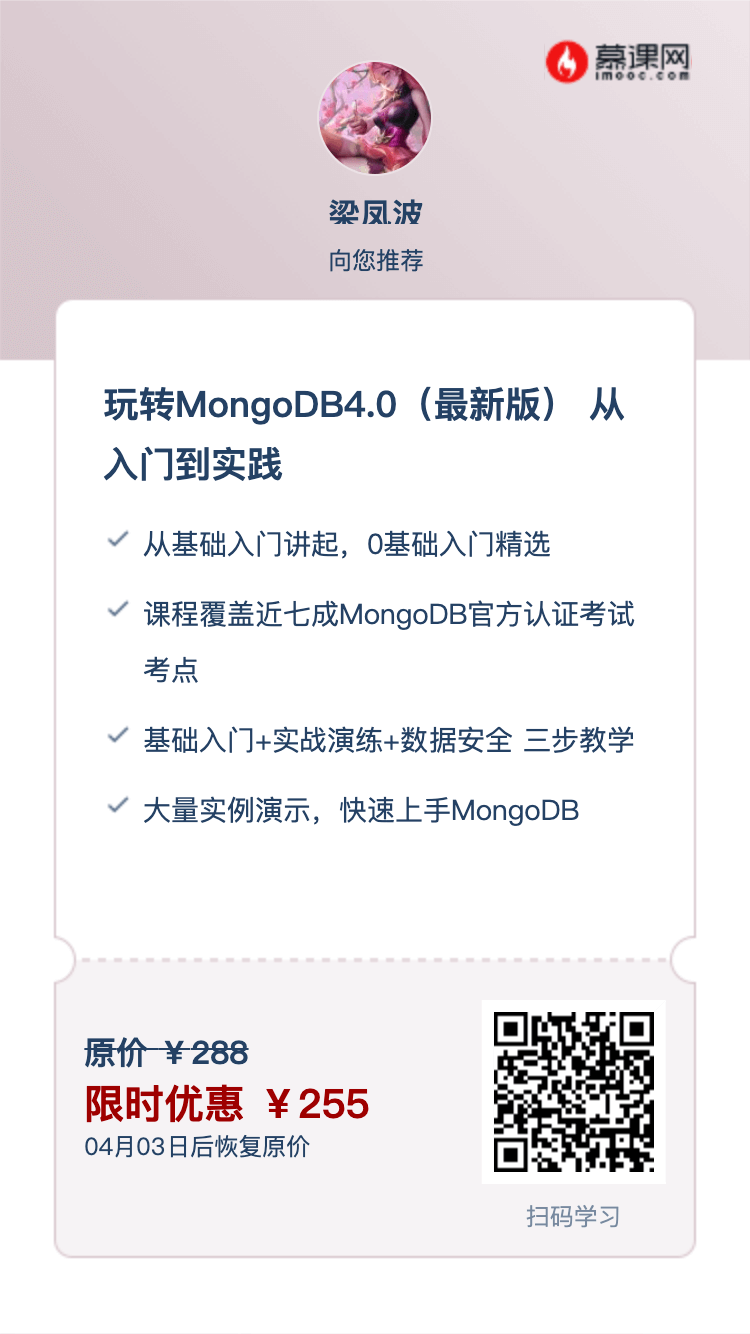 慕课网
imooc.com
梁凤波
向您推荐
玩转MongoDB4.0（最新版） 从
入门到实践
从基础入门讲起，0基础入门精选
课程覆盖近七成MongoDB官方认证考试
考点
基础入门+实战演练+数据安全 三步教学
大量实例演示，快速上手MongoDB
原价 ￥288
限时优惠 ￥255
04月03日后恢复原价
扫码学习